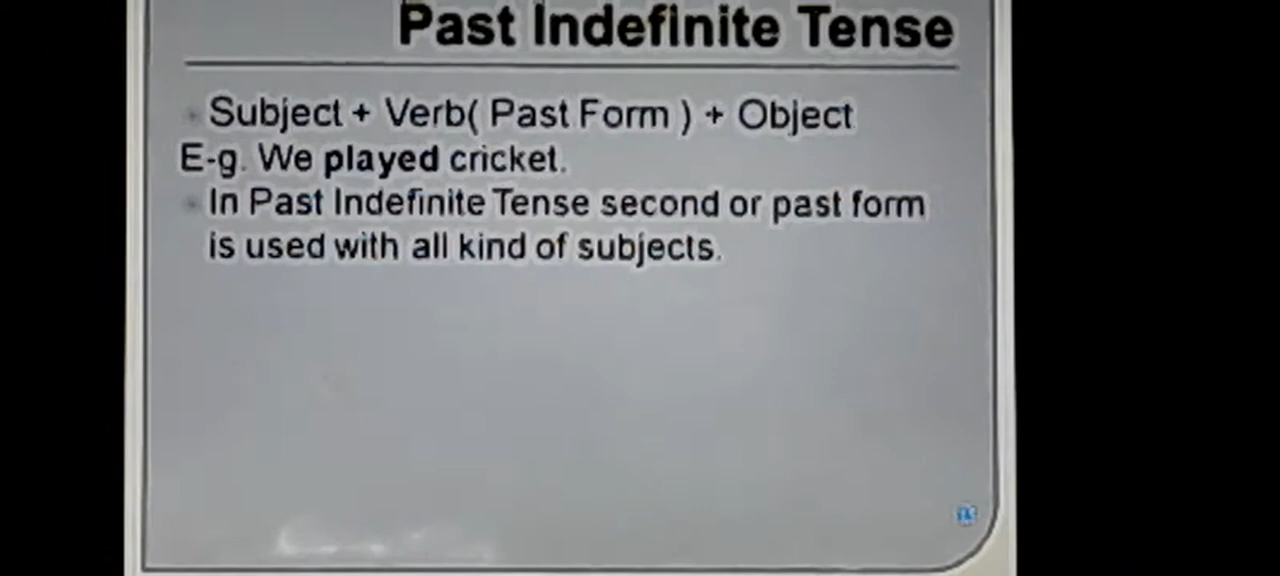 Past Indefinite Tense
Subject + Verb( Past Form ) + Object
E-g. We played cricket.
In Past Indefinite Tense second or past form
is used with all kind of subjects.